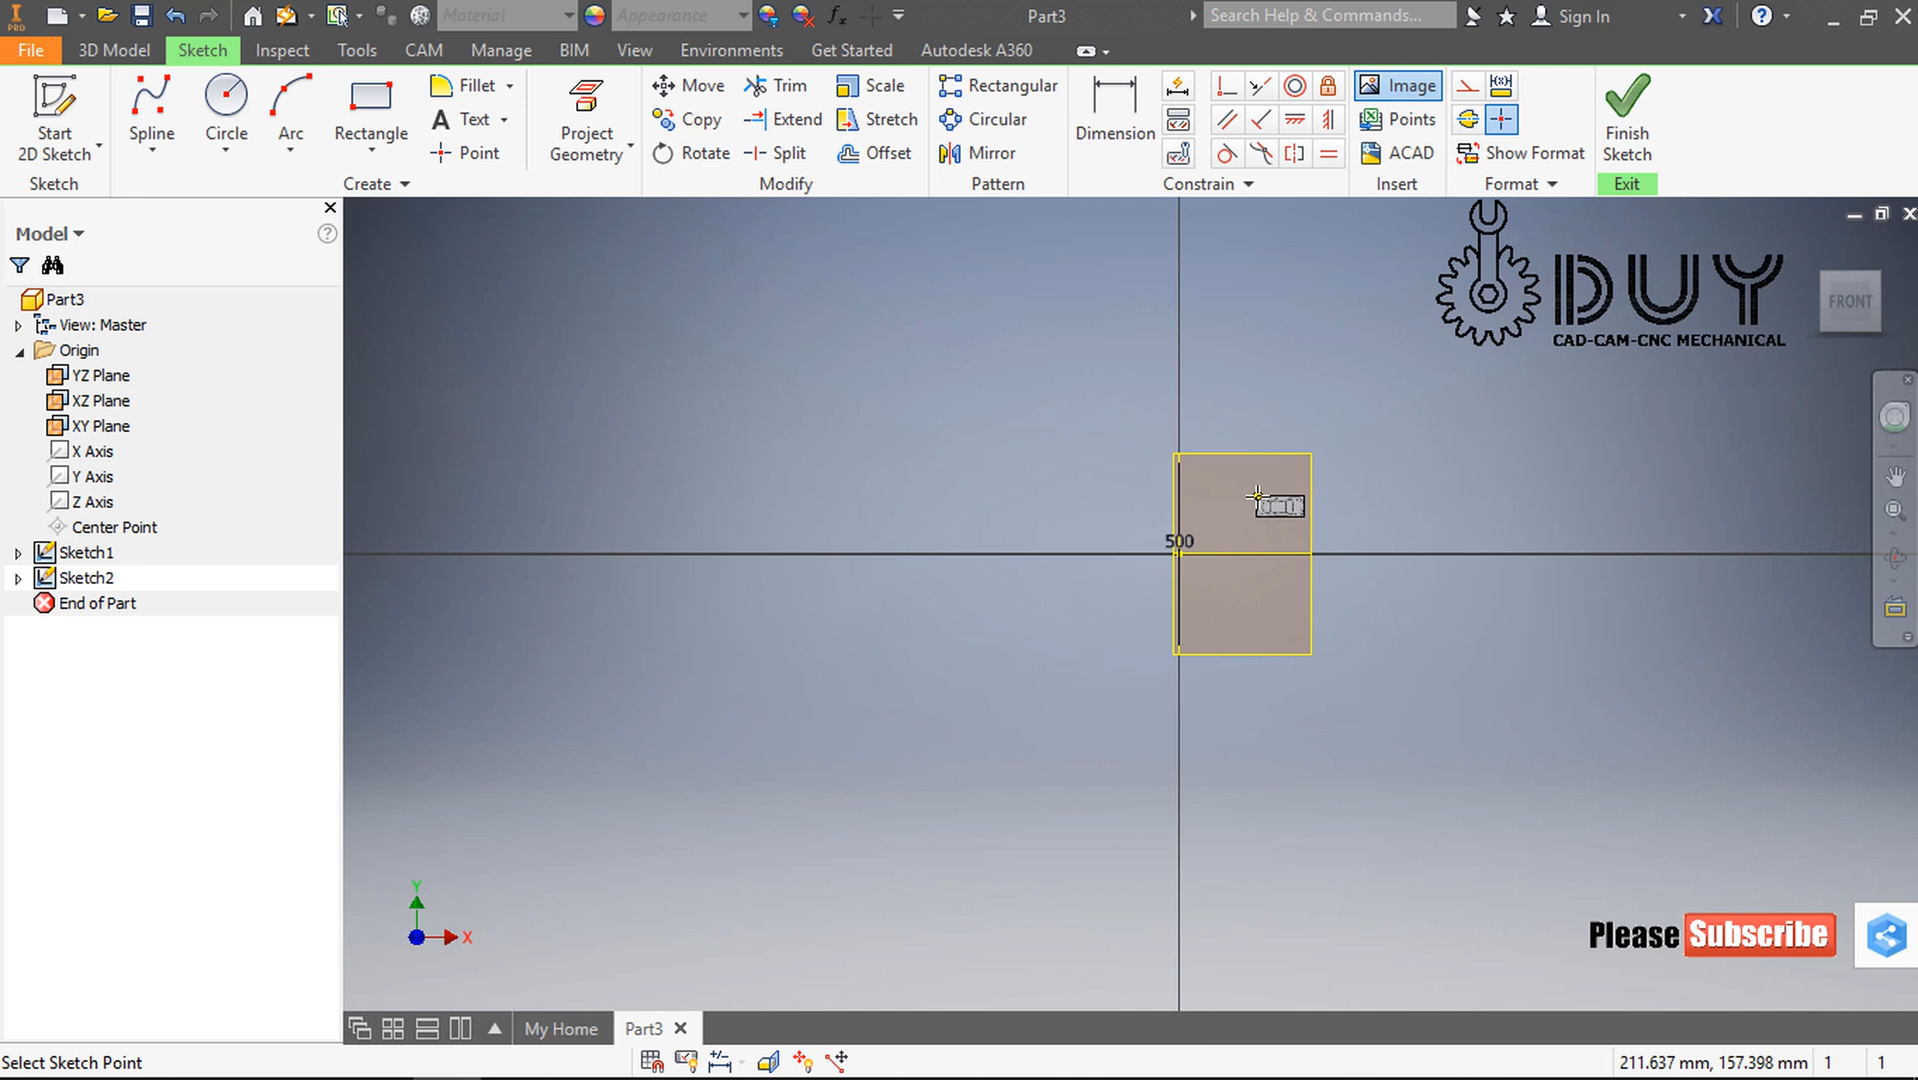 PRO
Material
Appearance
fx
Part3
Search Help & Commands...
Sign In
File
3D Model
Sketch
Inspect
Tools
CAM
Manage
BIM
View
Environments
Get Started
Autodesk A360
Start
2D Sketch
Sketch
Spline
Circle
Arc
Rectangle
Fillet
Text
Point
Create
Project
Geometry
Move
Copy
Rotate
Trim
Extend
Split
Scale
Stretch
Offset
Modify
Rectangular
Circular
Mirror
Pattern
Dimension
Constrain
Image
Points
ACAD
Insert
Show Format
Format
Finish
Sketch
Exit
Model
Part3
View: Master
Origin
YZ Plane
XZ Plane
XY Plane
X Axis
Y Axis
Z Axis
Center Point
Sketch1
Sketch2
End of Part
DUY
CAD-CAM-CNC MECHANICAL
FRONT
500
Y
X
Please Subscribe
My Home
Part3
Select Sketch Point
211.637 mm, 157.398 mm
1
1